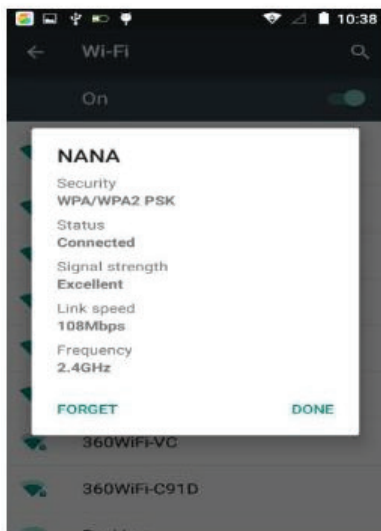 10:38
Wi-Fi
On
NANA
Security
WPA/WPA2 PSK
Status
Connected
Signal strength
Excellent
Link speed
108Mbps
Frequency
2.4GHz
FORGET DONE
360WiFi-VC
360WiFi-C91D